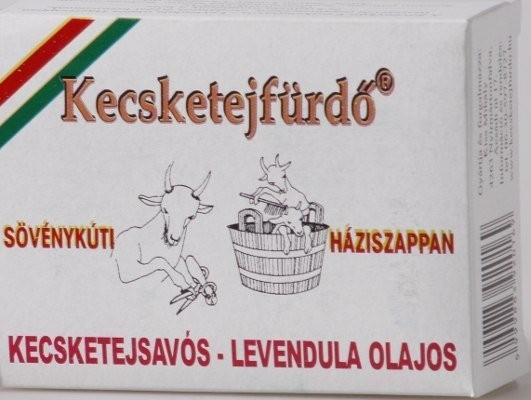 Kecsketejfürdő®
SÖVÉNYKÚTI
HÁZISZAPPAN
KECSKETEJSAVÓS - LEVENDULA OLAJOS